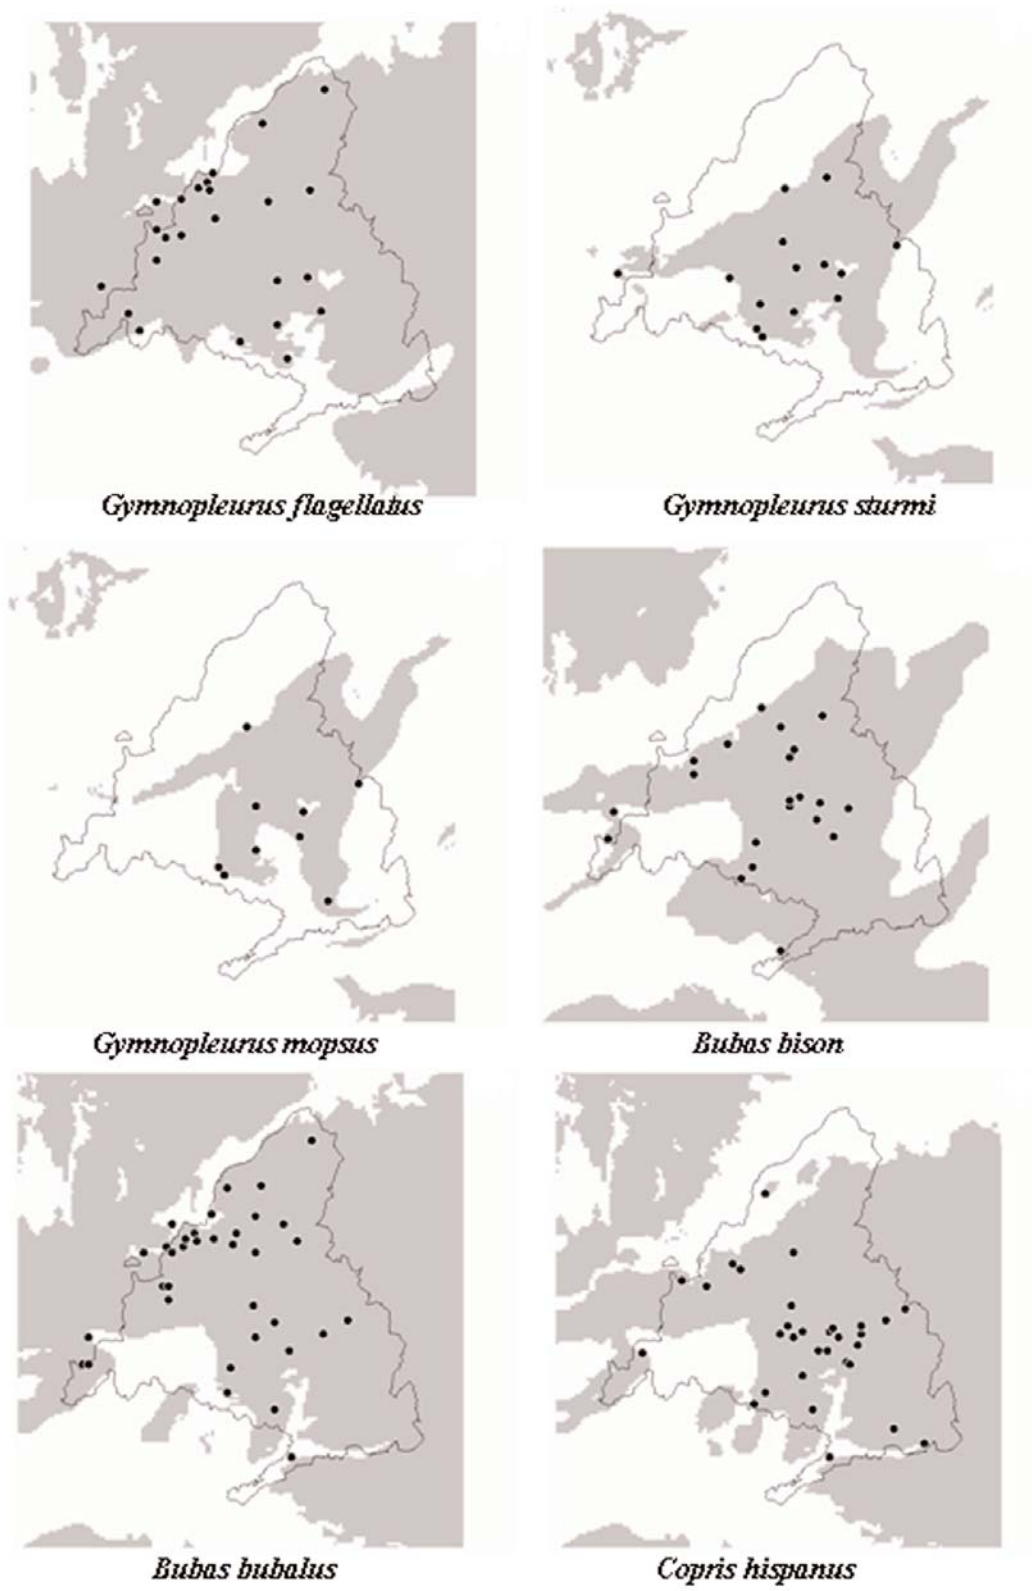 Gymnopleurus flagellatus
Gymnopleurus sturmi
Gymnopleurus mopsus
Bubas bison
Bubas bubalus
Copris hispanus